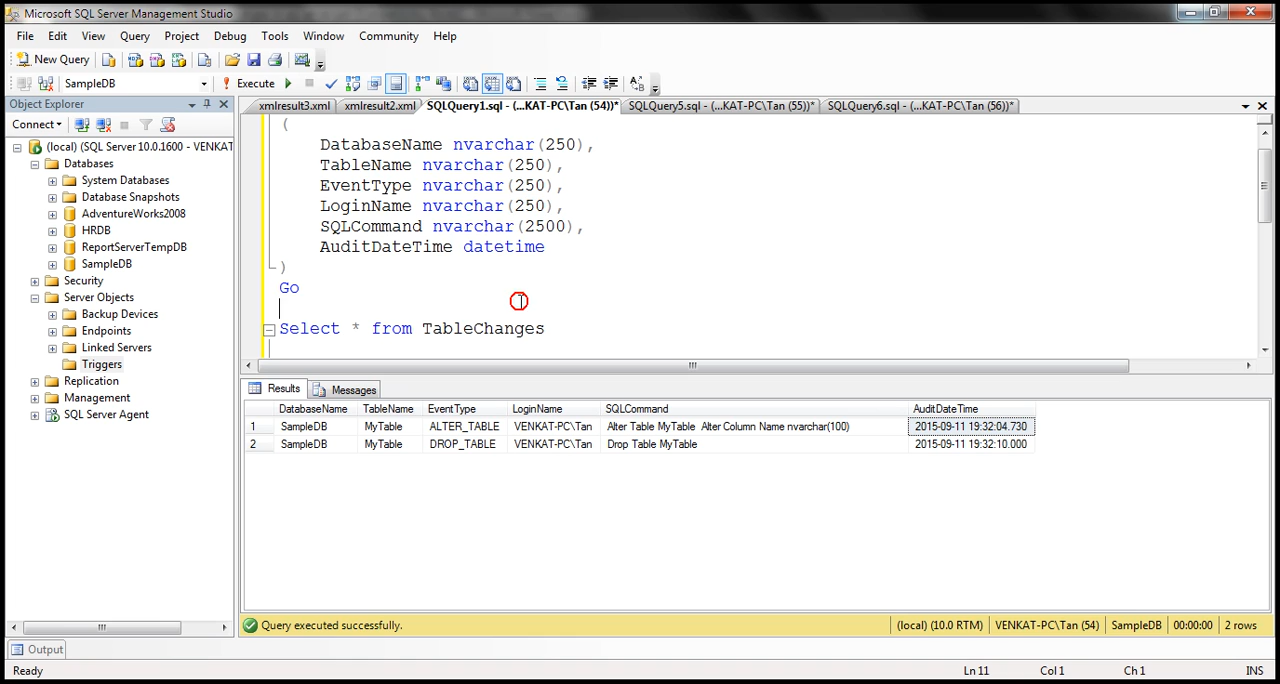 Microsoft SQL Server Management Studio
File Edit View Query Project Debug Tools Window Community Help
New Query
SampleDB Execute
Object Explorer
xmlresult3.xml xmlresult2.xml SQLQuery1.sql - (...KAT-PC\Tan (54))* SQLQuery5.sql - (...KAT-PC\Tan (55))* SQLQuery6.sql - (...KAT-PC\Tan (56))*
Connect
(local) (SQL Server 10.0.1600 - VENKAT
Databases
System Databases
Database Snapshots
AdventureWorks2008
HRDB
ReportServerTempDB
SampleDB
Security
Server Objects
Backup Devices
Endpoints
Linked Servers
Triggers
Replication
Management
SQL Server Agent
(
DatabaseName nvarchar(250),
TableName nvarchar(250),
EventType nvarchar(250),
LoginName nvarchar(250),
SQLCommand nvarchar(2500),
AuditDateTime datetime
)
Go
Select * from TableChanges
Results Messages
DatabaseName TableName EventType LoginName SQLCommand AuditDateTime
1 SampleDB MyTable ALTER_TABLE VENKAT-PC\Tan Alter Table MyTable Alter Column Name nvarchar(100) 2015-09-11 19:32:04.730
2 SampleDB MyTable DROP_TABLE VENKAT-PC\Tan Drop Table MyTable 2015-09-11 19:32:10.000
Query executed successfully. (local) (10.0 RTM) VENKAT-PC\Tan (54) SampleDB 00:00:00 2 rows
Output
Ready Ln 11 Col 1 Ch 1 INS